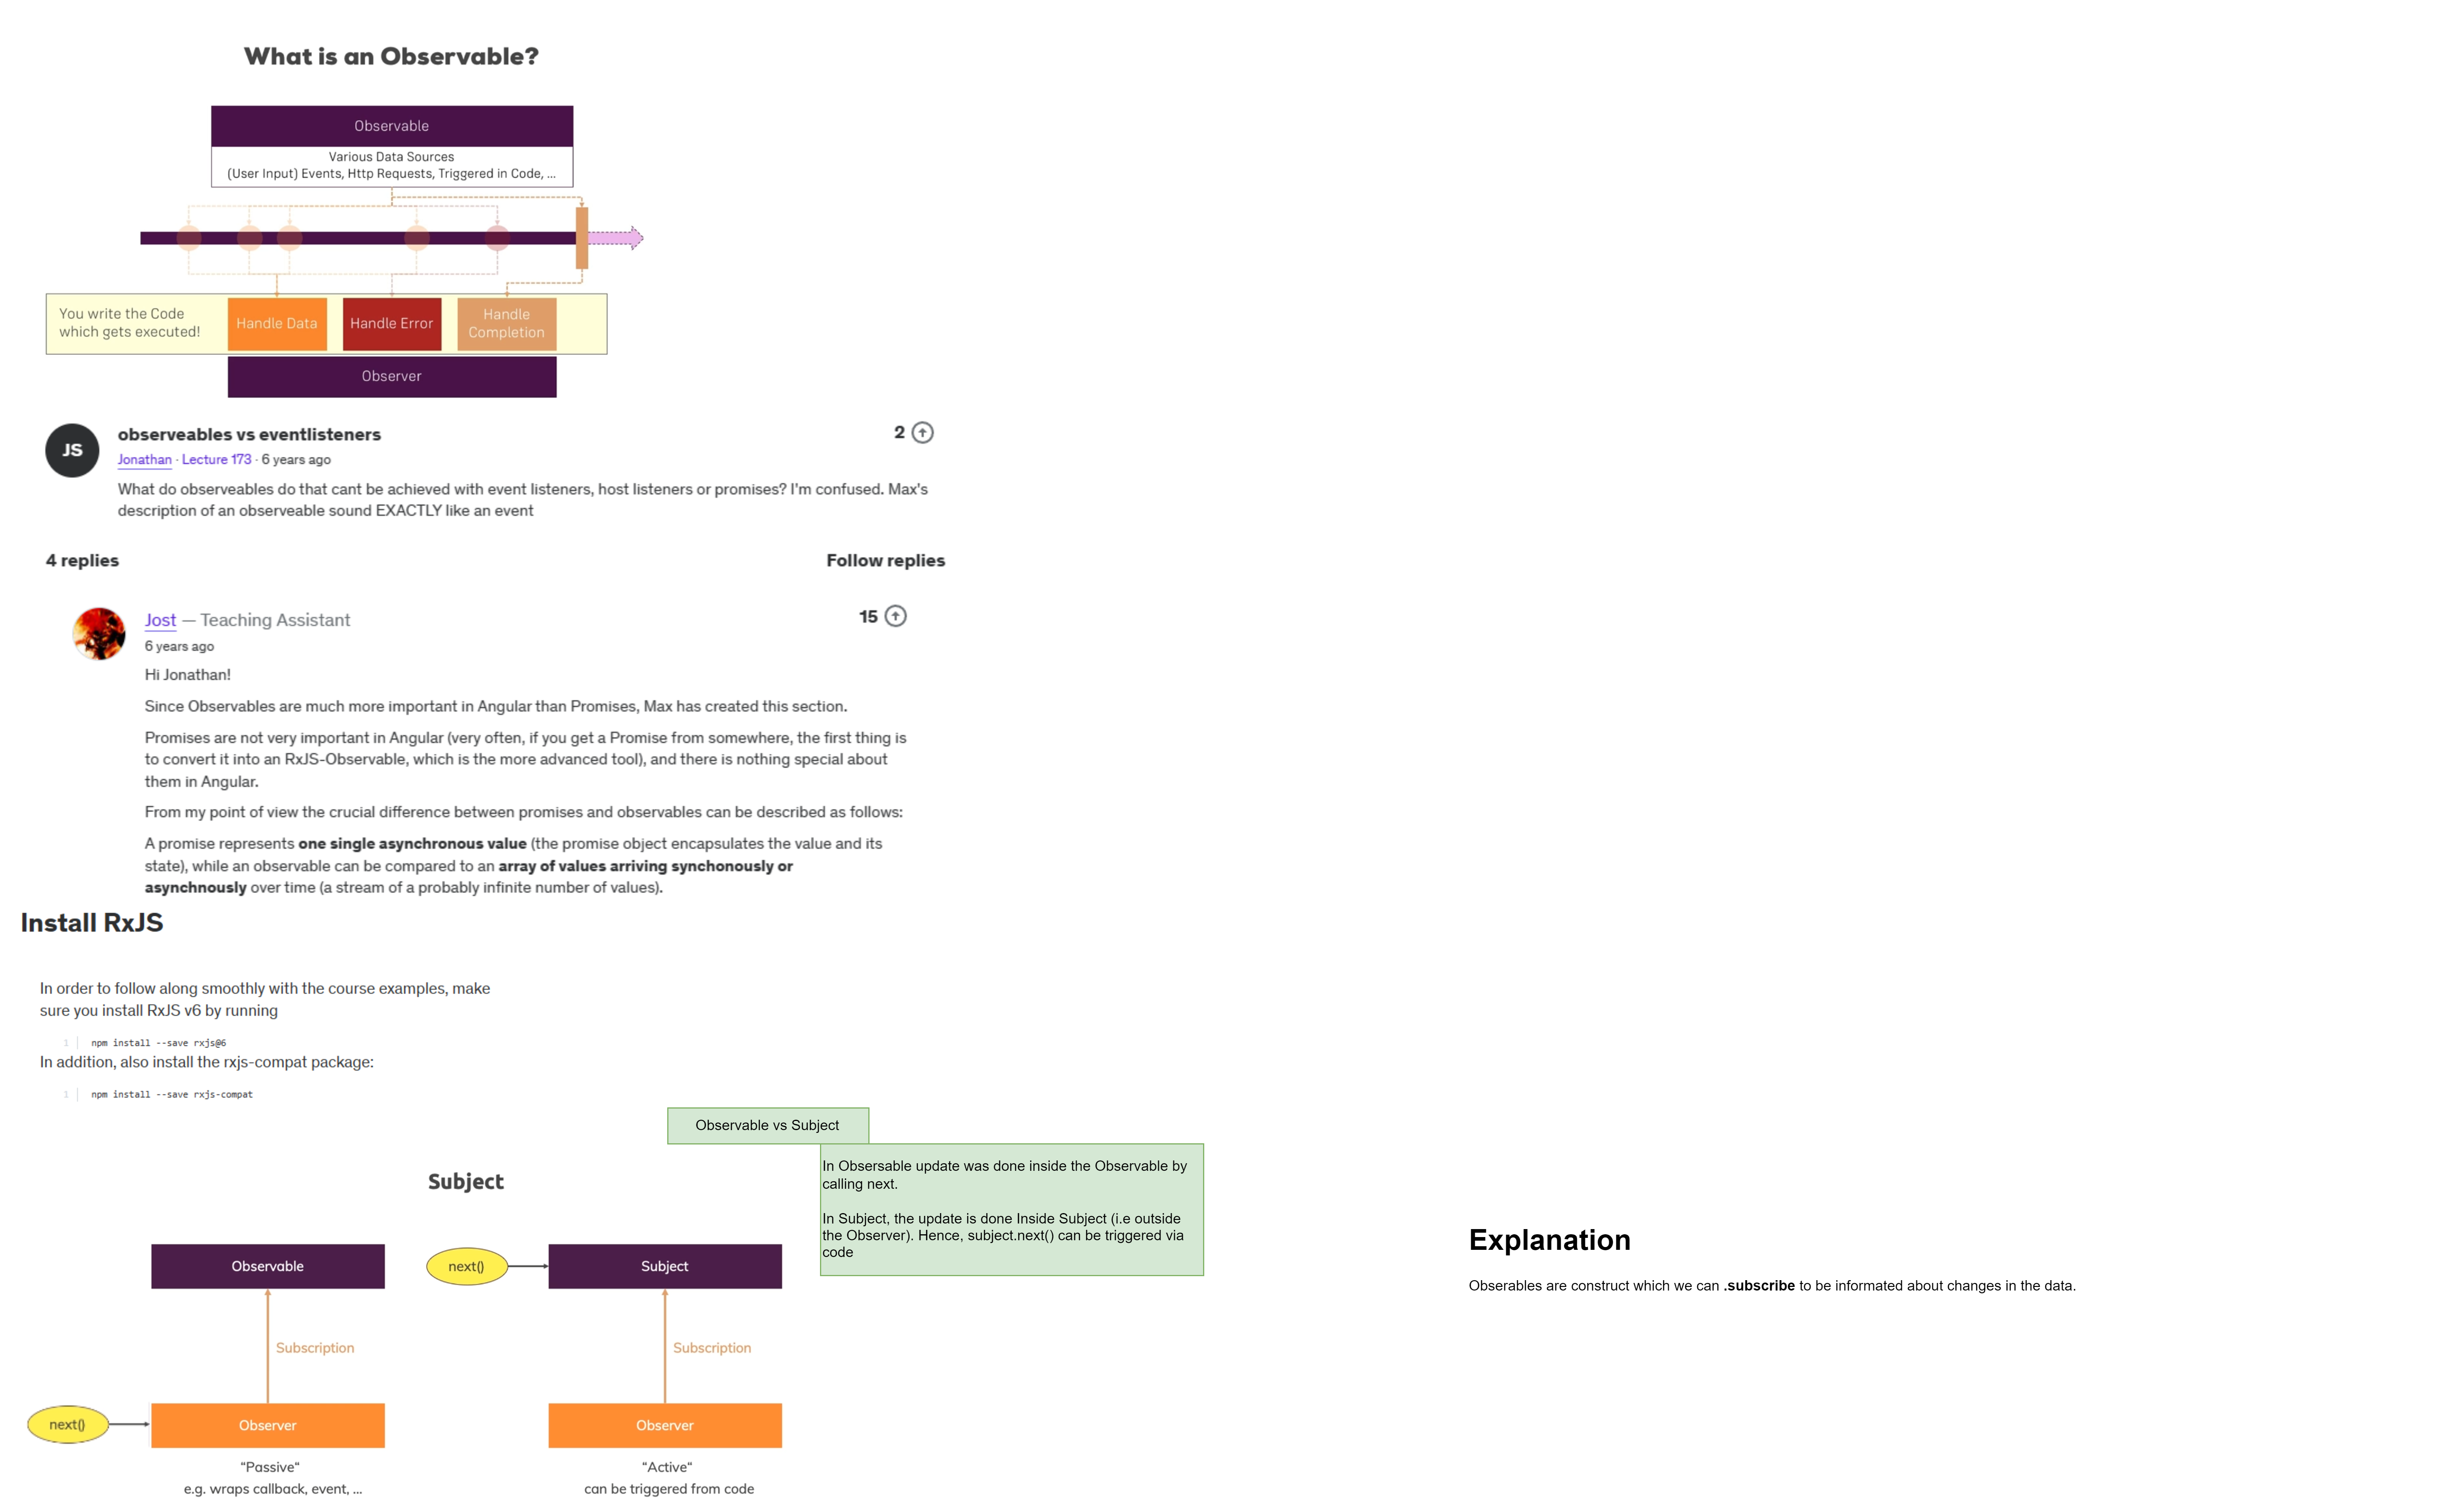 What is an Observable?
Observable
Various Data Sources
(User Input) Events, Http Requests, Triggered in Code, ...
You write the Code
which gets executed!
Handle Data
Handle Error
Handle
Completion
Observer
JS
observeables vs eventlisteners
2
Jonathan · Lecture 173 · 6 years ago
What do observeables do that cant be achieved with event listeners, host listeners or promises? I'm confused. Max's
description of an observeable sound EXACTLY like an event
4 replies
Follow replies
Jost — Teaching Assistant
15
6 years ago
Hi Jonathan!
Since Observables are much more important in Angular than Promises, Max has created this section.
Promises are not very important in Angular (very often, if you get a Promise from somewhere, the first thing is
to convert it into an RxJS-Observable, which is the more advanced tool), and there is nothing special about
them in Angular.
From my point of view the crucial difference between promises and observables can be described as follows:
A promise represents one single asynchronous value (the promise object encapsulates the value and its
state), while an observable can be compared to an array of values arriving synchonously or
asynchnously over time (a stream of a probably infinite number of values).
Install RxJS
In order to follow along smoothly with the course examples, make
sure you install RxJS v6 by running
1 npm install --save rxjs@6
In addition, also install the rxjs-compat package:
1 npm install --save rxjs-compat
Observable vs Subject
In Obsersable update was done inside the Observable by
calling next.
In Subject, the update is done Inside Subject (i.e outside
the Observer). Hence, subject.next() can be triggered via
code
Subject
Observable
Subscription
next()
Observer
"Passive"
e.g. wraps callback, event, ...
next()
Subject
Subscription
Observer
"Active"
can be triggered from code
Explanation
Obserables are construct which we can .subscribe to be informated about changes in the data.